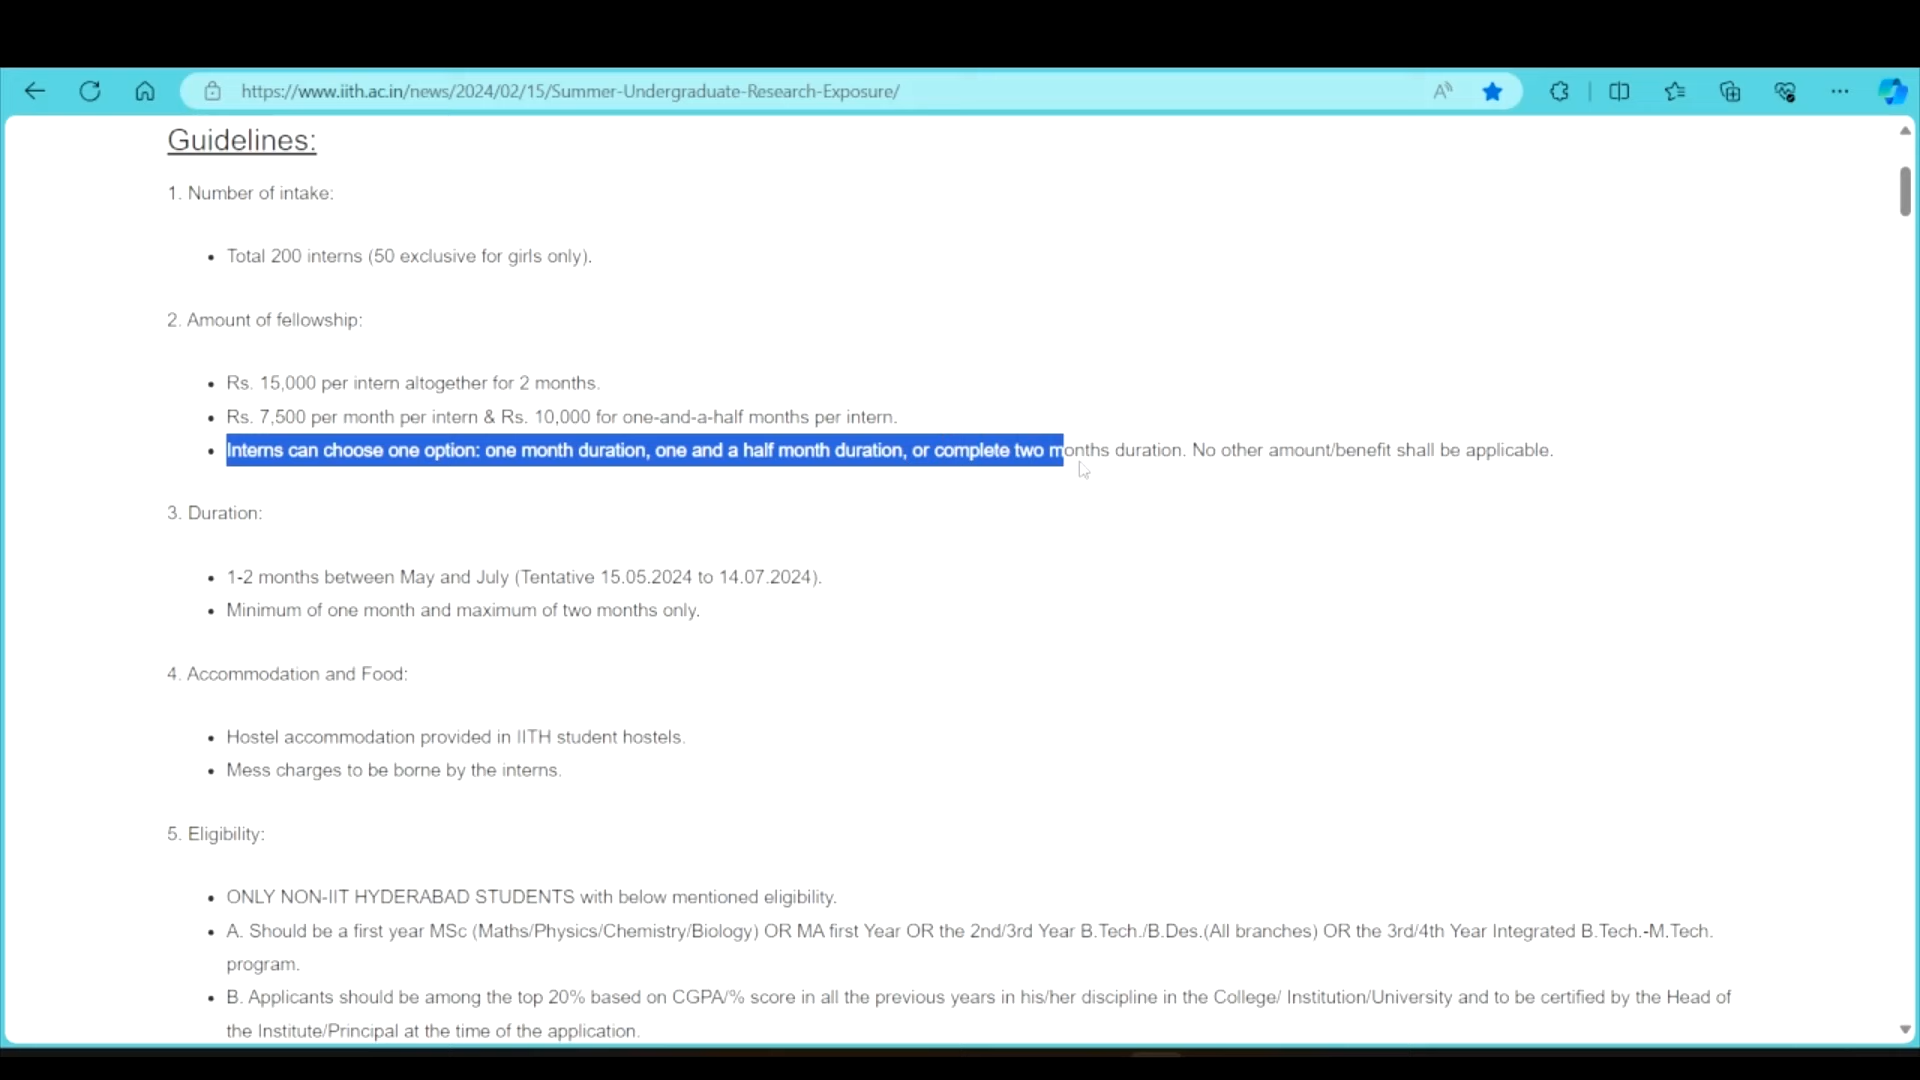 https://www.iith.ac.in/news/2024/02/15/Summer-Undergraduate-Research-Exposure/
Guidelines:
1. Number of intake:
• Total 200 interns (50 exclusive for girls only).
2. Amount of fellowship:
• Rs. 15,000 per intern altogether for 2 months.
• Rs. 7,500 per month per intern & Rs. 10,000 for one-and-a-half months per intern.
• Interns can choose one option: one month duration, one and a half month duration, or complete two months duration. No other amount/benefit shall be applicable.
3. Duration:
• 1-2 months between May and July (Tentative 15.05.2024 to 14.07.2024).
• Minimum of one month and maximum of two months only.
4. Accommodation and Food:
• Hostel accommodation provided in IITH student hostels.
• Mess charges to be borne by the interns.
5. Eligibility:
• ONLY NON-IIT HYDERABAD STUDENTS with below mentioned eligibility.
• A. Should be a first year MSc (Maths/Physics/Chemistry/Biology) OR MA first Year OR the 2nd/3rd Year B.Tech./B.Des.(All branches) OR the 3rd/4th Year Integrated B.Tech.-M.Tech.
program.
• B. Applicants should be among the top 20% based on CGPA/% score in all the previous years in his/her discipline in the College/ Institution/University and to be certified by the Head of
the Institute/Principal at the time of the application.